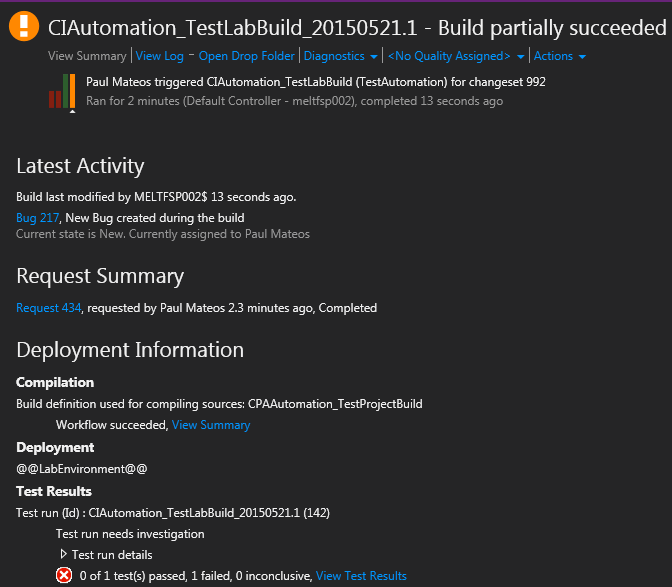 CIAutomation_TestLabBuild_20150521.1 - Build partially succeeded
View Summary | View Log - Open Drop Folder | Diagnostics | <No Quality Assigned> | Actions
Paul Mateos triggered CIAutomation_TestLabBuild (TestAutomation) for changeset 992
Ran for 2 minutes (Default Controller - meltfsp002), completed 13 seconds ago
Latest Activity
Build last modified by MELTFSP002$ 13 seconds ago.
Bug 217, New Bug created during the build
Current state is New. Currently assigned to Paul Mateos
Request Summary
Request 434, requested by Paul Mateos 2.3 minutes ago, Completed
Deployment Information
Compilation
Build definition used for compiling sources: CPAAutomation_TestProjectBuild
Workflow succeeded, View Summary
Deployment
@@LabEnvironment@@
Test Results
Test run (Id) : CIAutomation_TestLabBuild_20150521.1 (142)
Test run needs investigation
Test run details
0 of 1 test(s) passed, 1 failed, 0 inconclusive, View Test Results